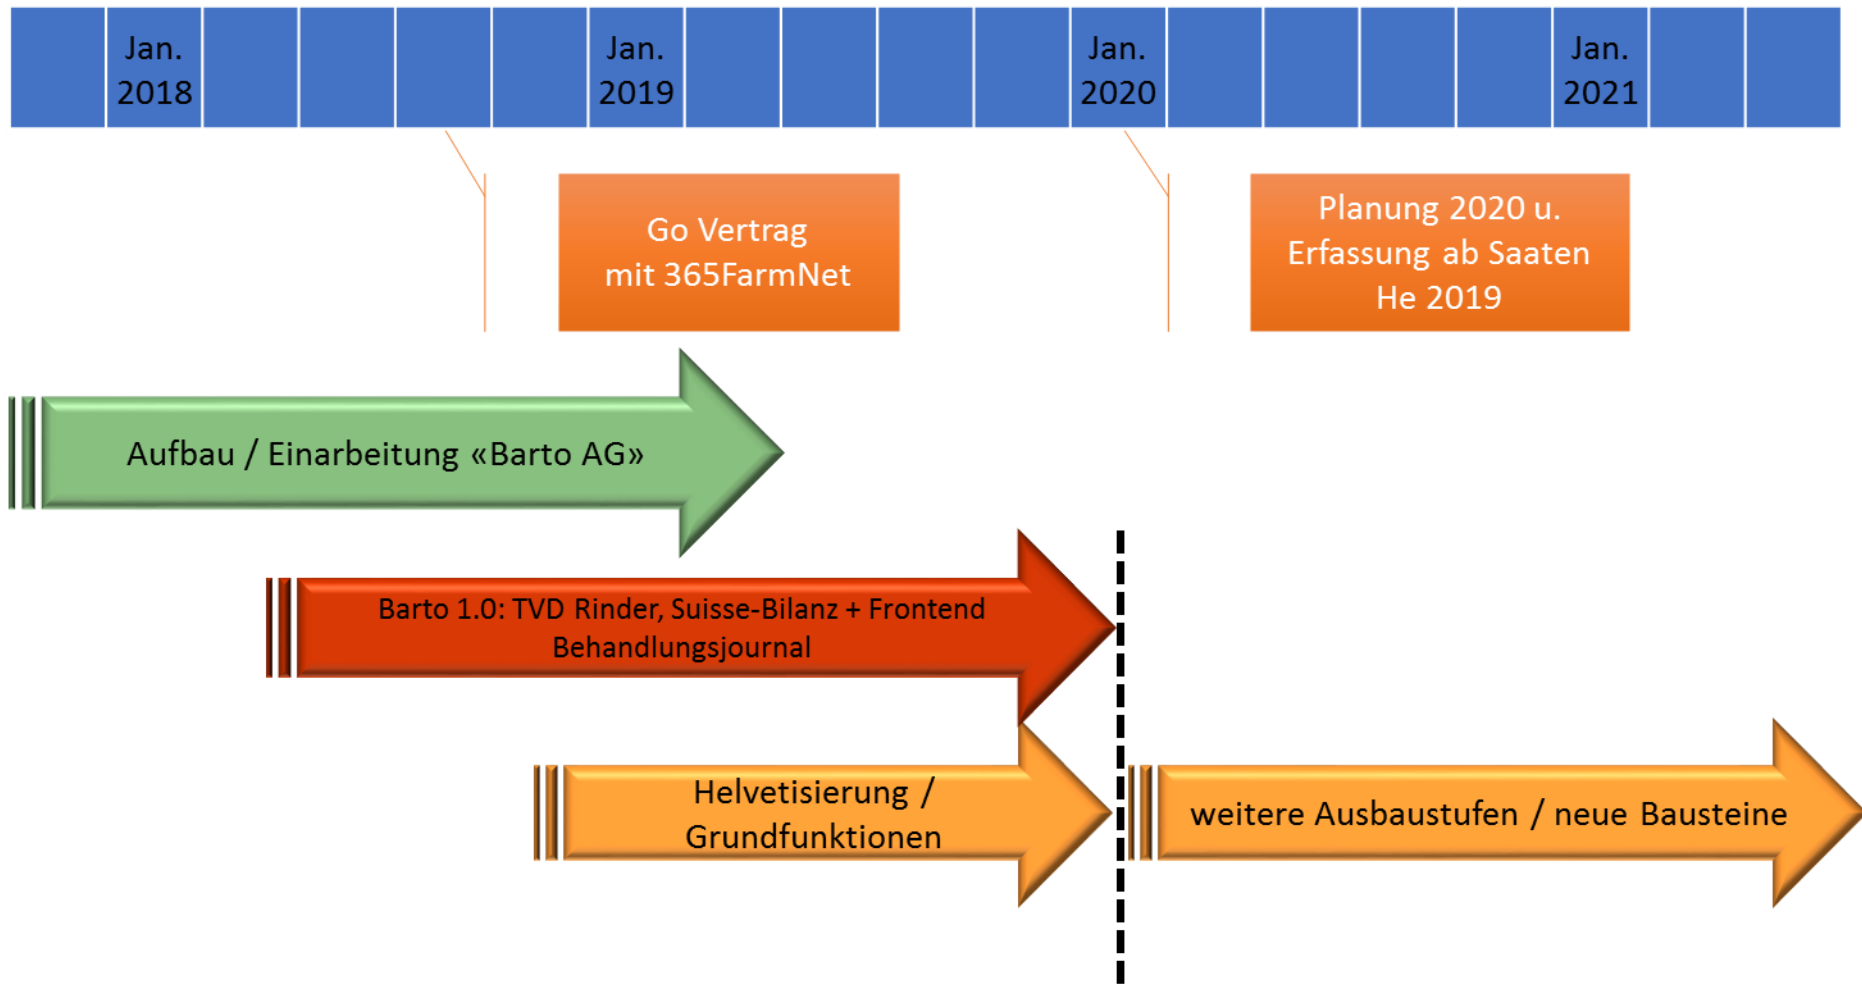 Jan.
2018
Jan.
2019
Jan.
2020
Jan.
2021
Go Vertrag
mit 365FarmNet
Planung 2020 u.
Erfassung ab Saaten
He 2019
Aufbau / Einarbeitung «Barto AG»
Barto 1.0: TVD Rinder, Suisse-Bilanz + Frontend
Behandlungsjournal
Helvetisierung /
Grundfunktionen
weitere Ausbaustufen / neue Bausteine